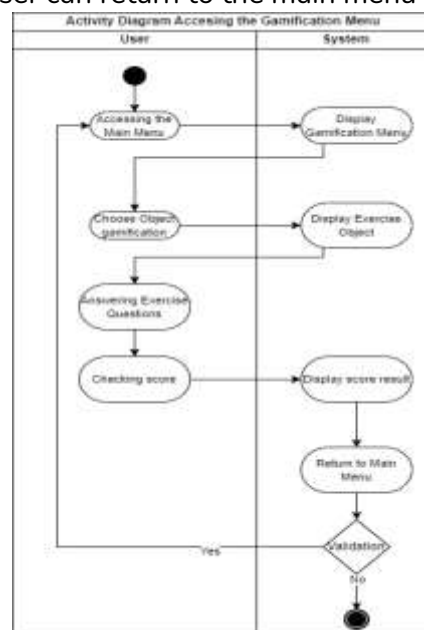 ser can return to the main menu
Activity Diagram Accesing the Gamification Menu
User
System
Accessing the
Main Menu
Display
Gamification Menu
Choose Object
gamification
Display Exercise
Object
Answering Exercise
Questions
Checking score
Display score result
Return to Main
Menu
Validation
Yes
No